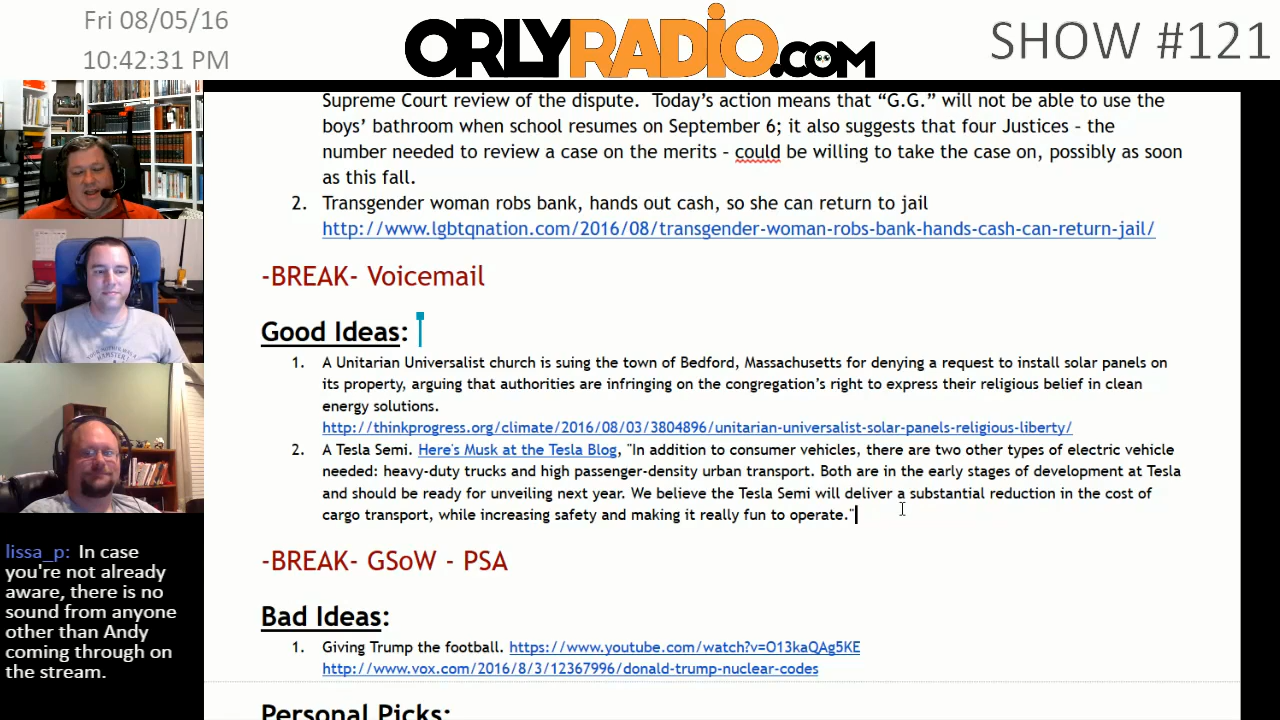 Fri 08/05/16
10:42:31 PM
ORLYRADIO.COM
SHOW #121
Supreme Court review of the dispute.  Today's action means that “G.G.” will not be able to use the
boys' bathroom when school resumes on September 6; it also suggests that four Justices – the
number needed to review a case on the merits – could be willing to take the case on, possibly as soon
as this fall.
2. Transgender woman robs bank, hands out cash, so she can return to jail
http://www.lgbtqnation.com/2016/08/transgender-woman-robs-bank-hands-cash-can-return-jail/
-BREAK- Voicemail
Good Ideas:
1. A Unitarian Universalist church is suing the town of Bedford, Massachusetts for denying a request to install solar panels on
its property, arguing that authorities are infringing on the congregation's right to express their religious belief in clean
energy solutions.
http://thinkprogress.org/climate/2016/08/03/3804896/unitarian-universalist-solar-panels-religious-liberty/
2. A Tesla Semi. Here's Musk at the Tesla Blog, "In addition to consumer vehicles, there are two other types of electric vehicle
needed: heavy-duty trucks and high passenger-density urban transport. Both are in the early stages of development at Tesla
and should be ready for unveiling next year. We believe the Tesla Semi will deliver a substantial reduction in the cost of
cargo transport, while increasing safety and making it really fun to operate."
-BREAK- GSoW - PSA
Bad Ideas:
1. Giving Trump the football. https://www.youtube.com/watch?v=O13kaQAg5KE
http://www.vox.com/2016/8/3/12367996/donald-trump-nuclear-codes
Personal Picks:
lissa_p: In case
you're not already
aware, there is no
sound from anyone
other than Andy
coming through on
the stream.